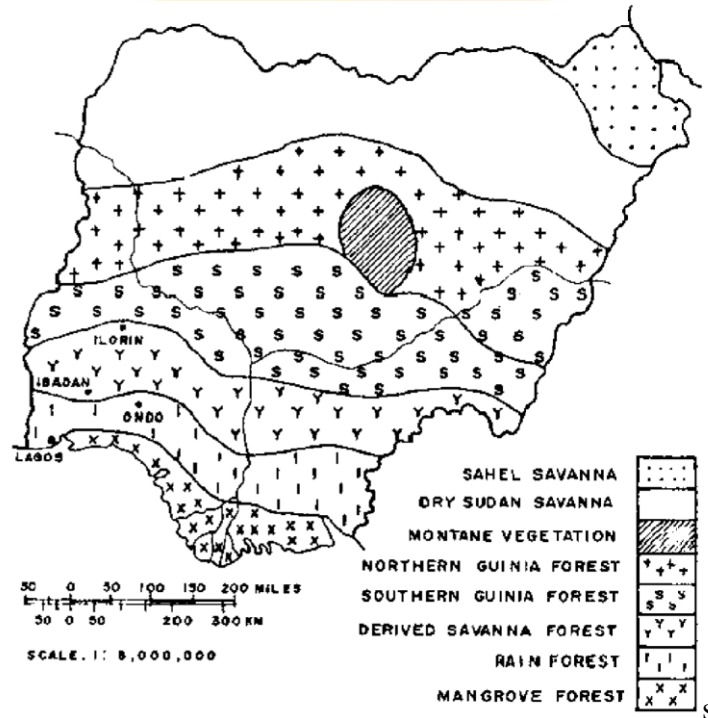 ILORIN
IBADAN
ONDO
LAGOS
SAHEL SAVANNA
DRY SUDAN SAVANNA
MONTANE VEGETATION
NORTHERN GUINIA FOREST
SOUTHERN GUINIA FOREST
DERIVED SAVANNA FOREST
RAIN FOREST
MANGROVE FOREST
50 0 50 100 150 200 MILES
50 0 50 200 300 KM
SCALE. 1: 8,000,000
S